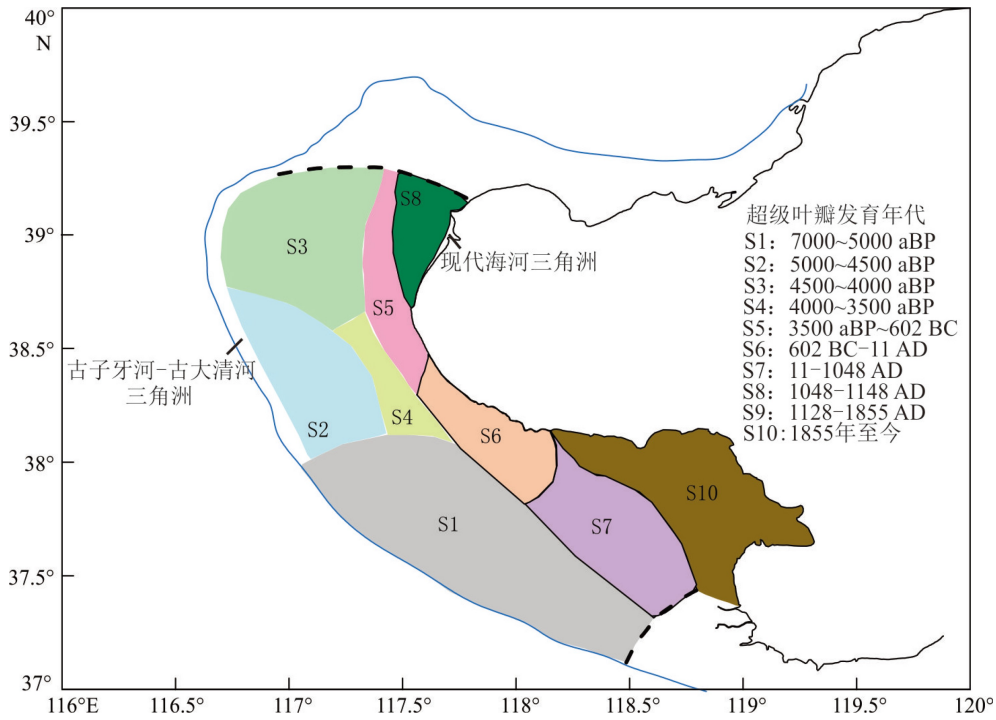 40°
N
39.5°
39°
38.5°
38°
37.5°
37°
116°E
116.5°
117°
117.5°
118°
118.5°
119°
119.5°
120°
S8
S3
现代海河三角洲
S5
古子牙河-古大清河
三角洲
S4
S2
S6
S10
S1
S7
超级叶瓣发育年代
S1: 7000~5000 aBP
S2: 5000~4500 aBP
S3: 4500~4000 aBP
S4: 4000~3500 aBP
S5: 3500 aBP~602 BC
S6: 602 BC-11 AD
S7: 11-1048 AD
S8: 1048-1148 AD
S9: 1128-1855 AD
S10: 1855年至今